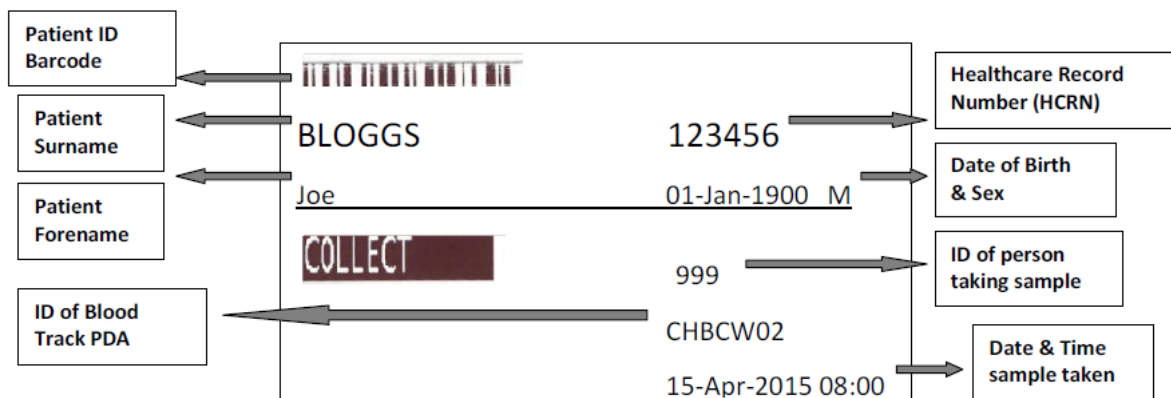 Patient ID
Barcode
Healthcare Record
Number (HCRN)
Patient
Surname
BLOGGS
123456
Date of Birth
& Sex
Patient
Forename
Joe
01-Jan-1900 M
COLLECT
999
ID of person
taking sample
ID of Blood
Track PDA
CHBCW02
Date & Time
sample taken
15-Apr-2015 08:00